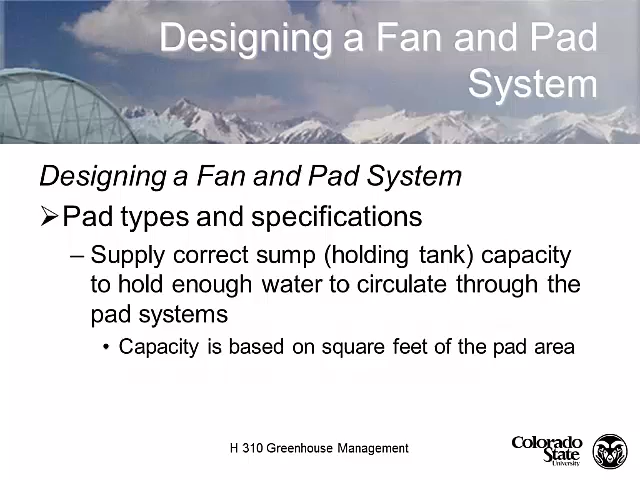 Designing a Fan and Pad
System
Designing a Fan and Pad System
➢Pad types and specifications
– Supply correct sump (holding tank) capacity
to hold enough water to circulate through the
pad systems
• Capacity is based on square feet of the pad area
H 310 Greenhouse Management
Colorado
State
University